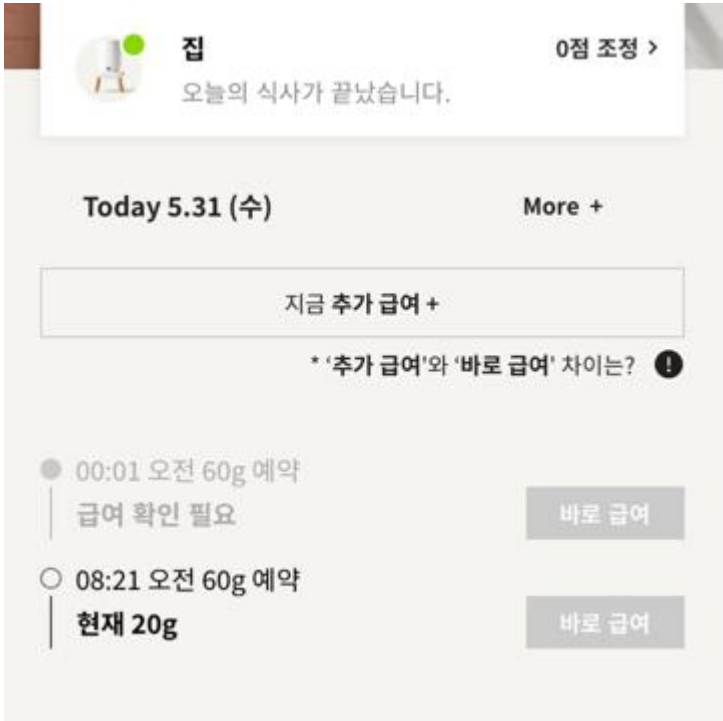 집
0점 조정 >
오늘의 식사가 끝났습니다.
Today 5.31 (수)
More +
지금 추가 급여 +
* ‘추가 급여’와 ‘바로 급여’ 차이는? !
00:01 오전 60g 예약
급여 확인 필요
바로 급여
08:21 오전 60g 예약
현재 20g
바로 급여